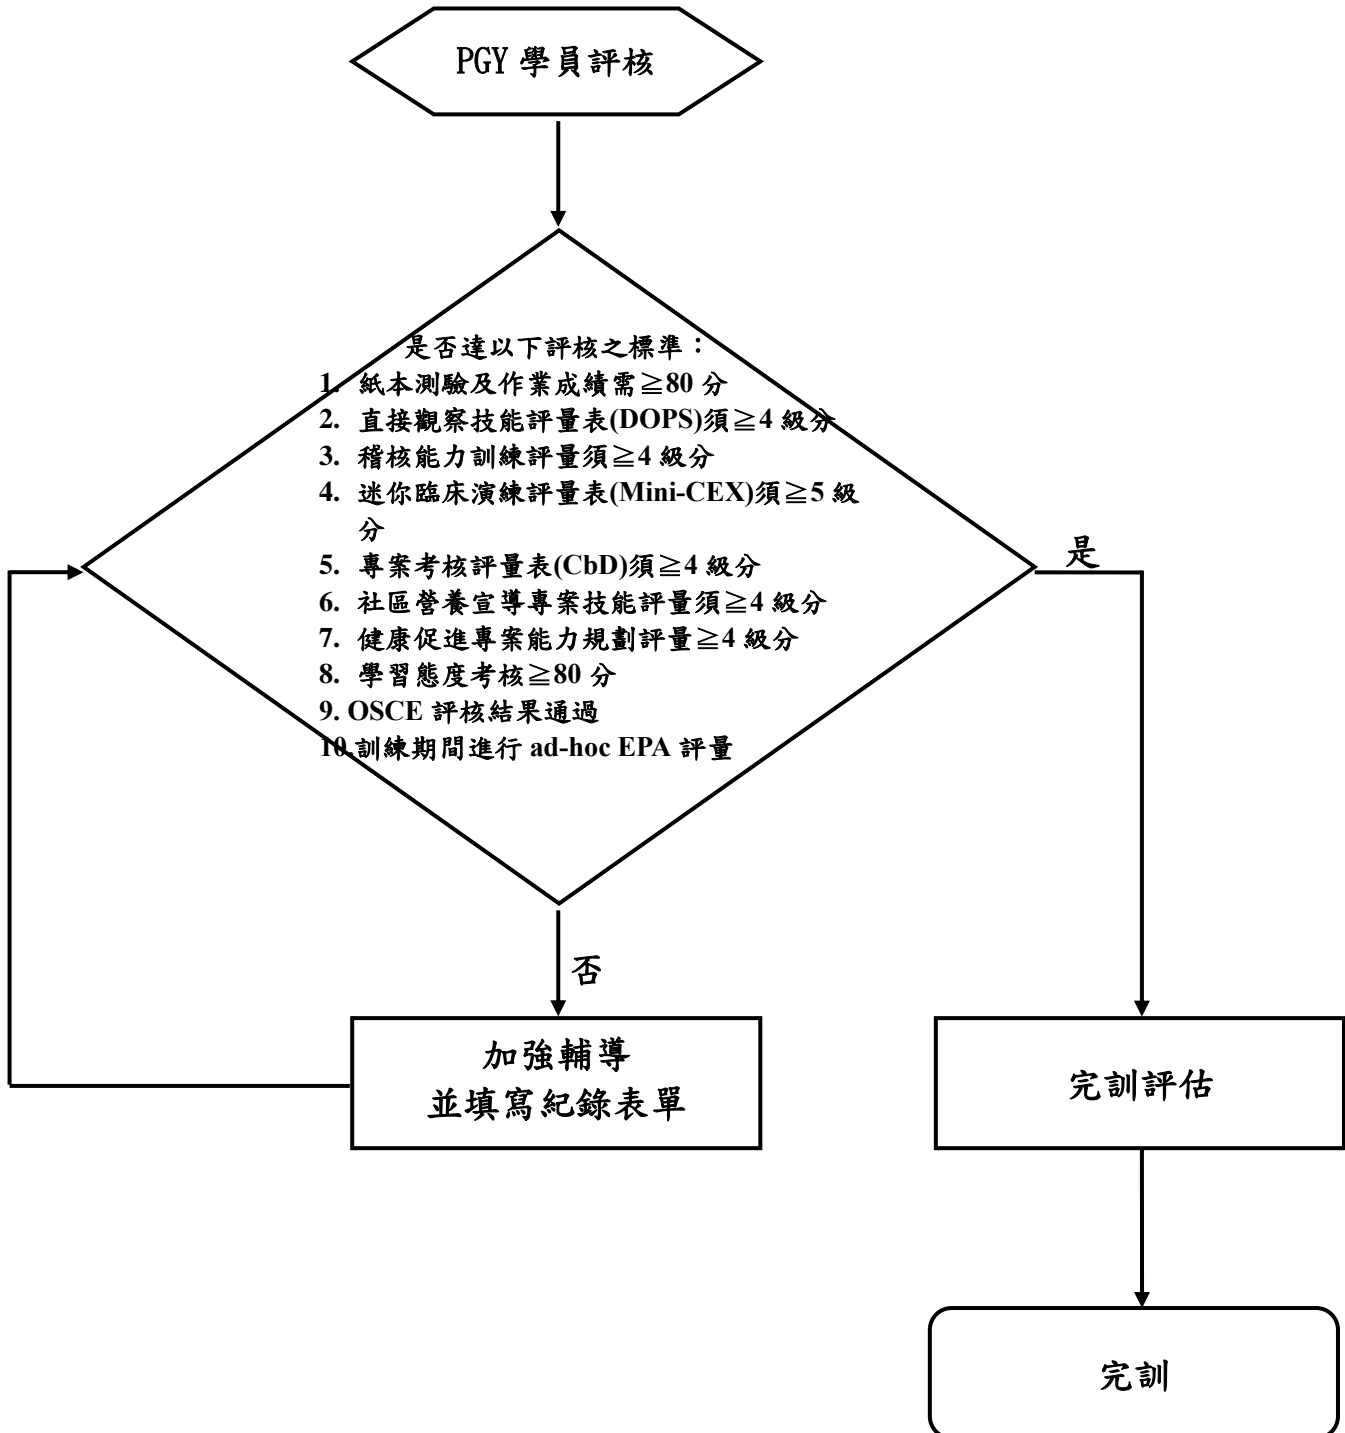 PGY 學員評核
是否達以下評核之標準：
1. 紙本測驗及作業成績需≧80 分
2. 直接觀察技能評量表(DOPS)須≧4 級分
3. 稽核能力訓練評量須≧4 級分
4. 迷你臨床演練評量表(Mini-CEX)須≧5 級
分
5. 專案考核評量表(CbD)須≧4 級分
6. 社區營養宣導專案技能評量須≧4 級分
7. 健康促進專案能力規劃評量≧4 級分
8. 學習態度考核≧80 分
9. OSCE 評核結果通過
10.訓練期間進行 ad-hoc EPA 評量
是
否
加強輔導
並填寫紀錄表單
完訓評估
完訓